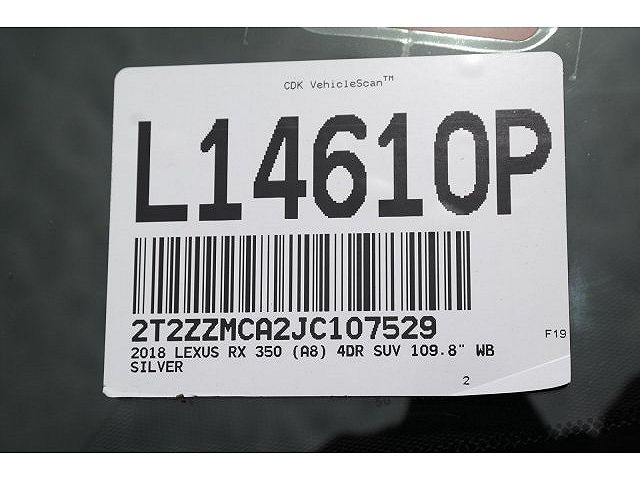 CDK VehicleScan™
L14610P
2T2ZZMCA2JC107529
F19
2018 LEXUS RX 350 (A8) 4DR SUV 109.8" WB
SILVER
2